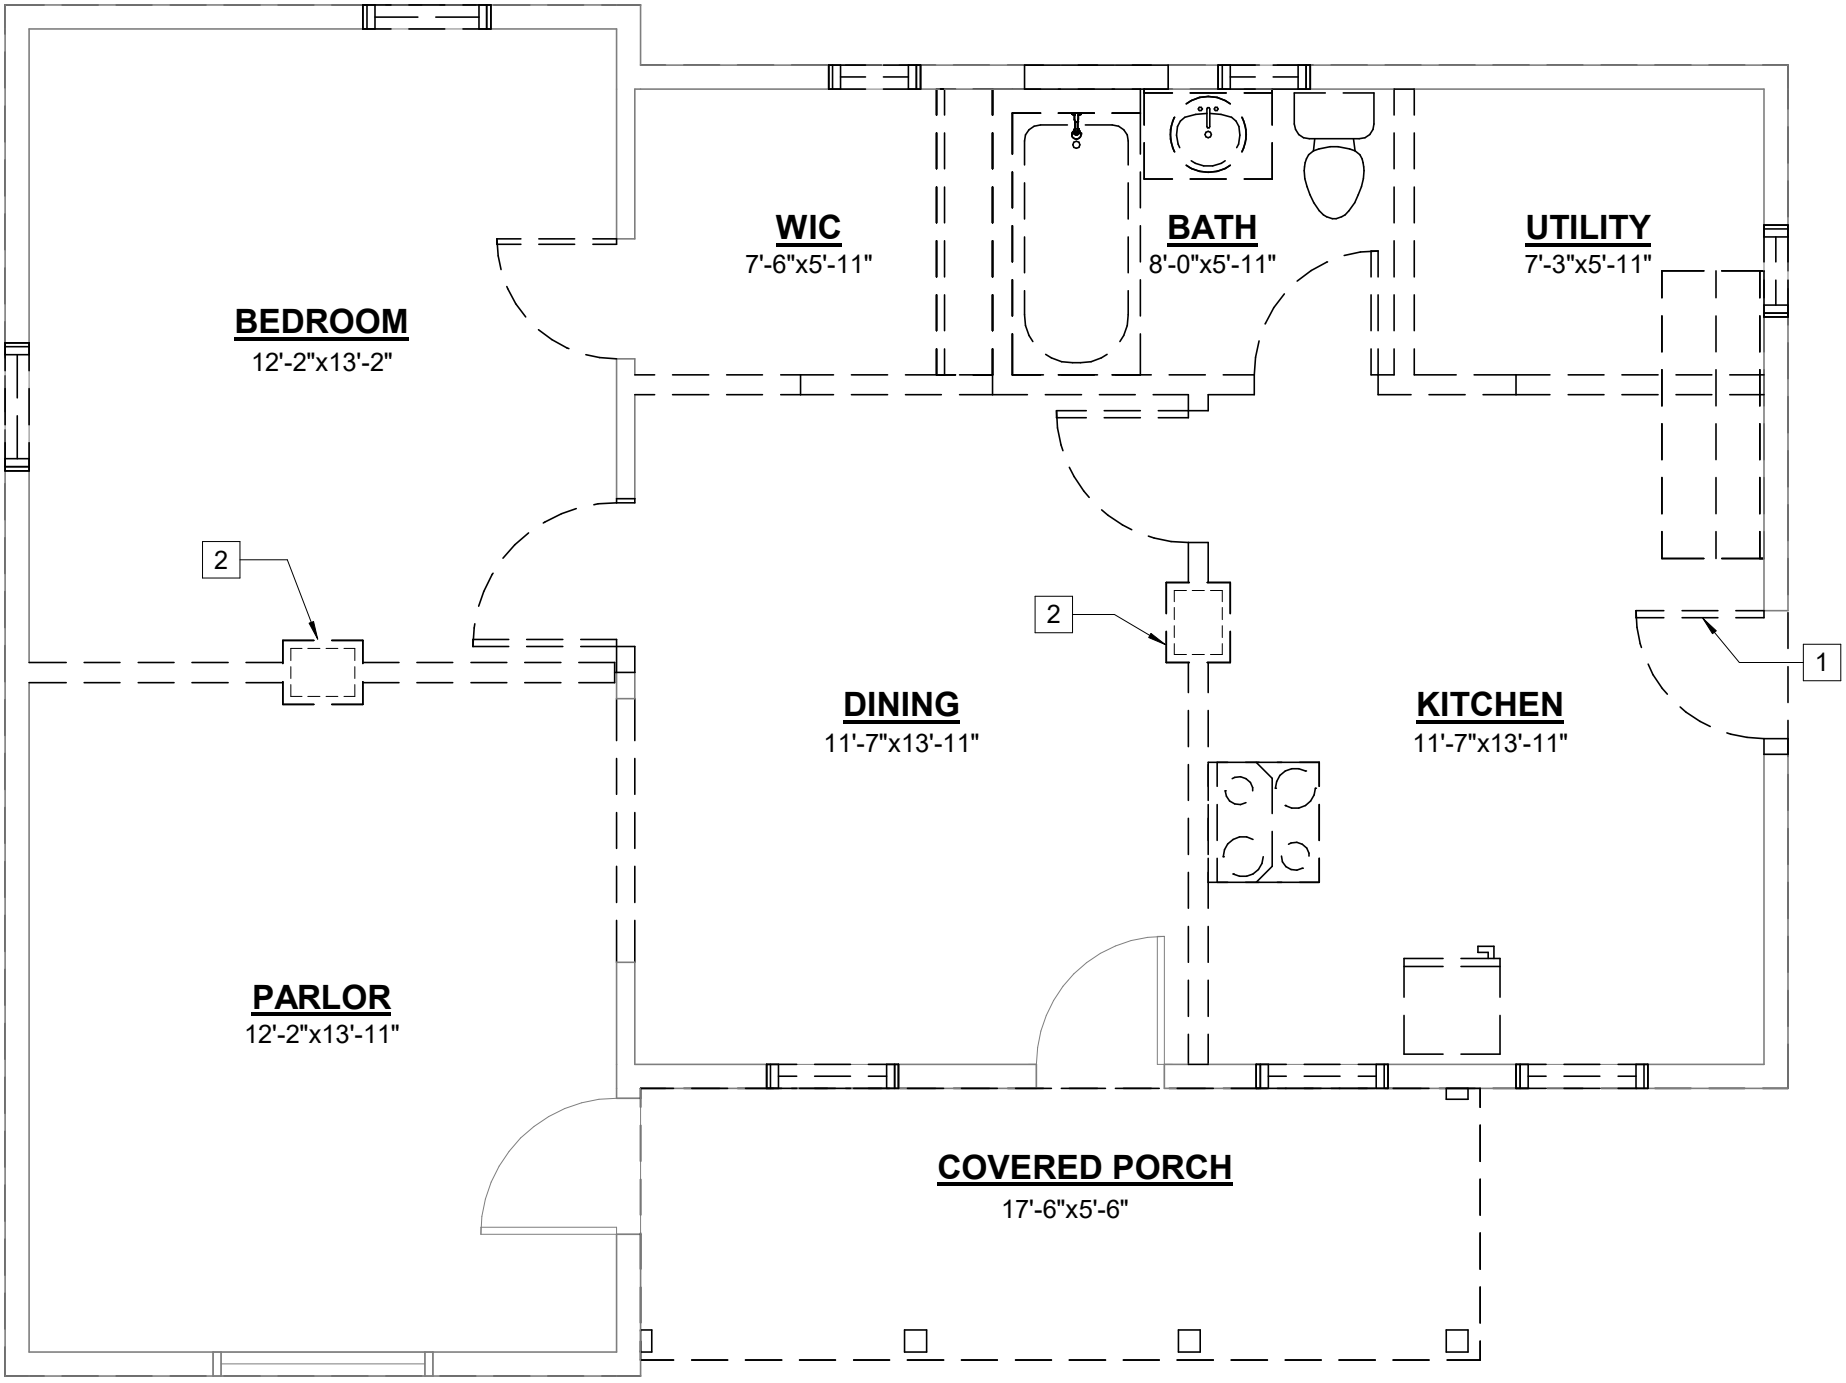 WIC
7'-6"x5'-11"
BATH
8'-0"x5'-11"
UTILITY
7'-3"x5'-11"
BEDROOM
12'-2"x13'-2"
2
2
1
DINING
11'-7"x13'-11"
KITCHEN
11'-7"x13'-11"
PARLOR
12'-2"x13'-11"
COVERED PORCH
17'-6"x5'-6"